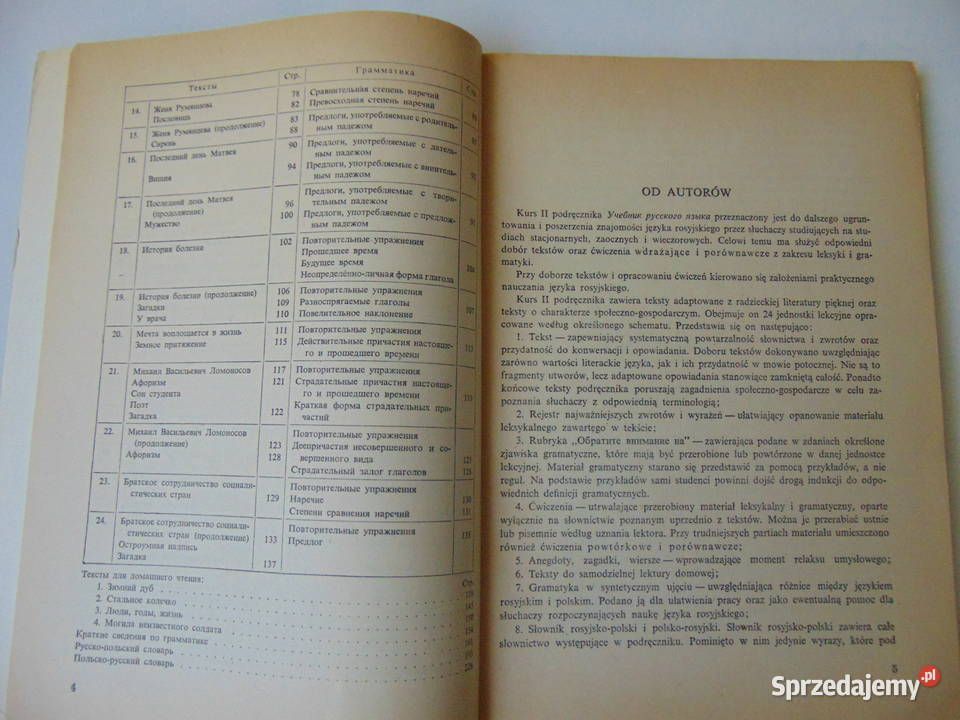 Тексты Стр. Грамматика Стр.
14. Женя Румянцева 78 Сравнительная степень наречий
Пословица 82 Превосходная степень наречий
15. Женя Румянцева (продолжение) 83 Предлоги, употребляемые с родитель-
Сирень 88 ным падежом
16. Последний день Матвея 90 Предлоги, употребляемые с датель-
ным падежом
Вишня 94 Предлоги, употребляемые с винитель-
ным падежом
17. Последний день Матвея Предлоги, употребляемые с твори-
(продолжение) 96 тельным падежом
Мужество 100 Предлоги, употребляемые с предлож-
ным падежом
18. История болезни 102 Повторительные упражнения
Прошедшее время
Будущее время
Неопределённо-личная форма глагола
19. История болезни (продолжение) 106 Повторительные упражнения
Загадки 109 Разноспрягаемые глаголы 107
У врача 110 Повелительное наклонение
20. Мечта воплощается в жизнь 111 Повторительные упражнения
Земное притяжение 115 Действительные причастия настояще-
го и прошедшего времени
21. Михаил Васильевич Ломоносов 117 Повторительные упражнения
Афоризм 121 Страдательные причастия настояще-
Сон студента го и прошедшего времени
Поэт Краткая форма страдательных при-
Загадка 122 частий
22. Михаил Васильевич Ломоносов Повторительные упражнения
(продолжение) 123 Деепричастия несовершенного и со-
Афоризм 128 вершенного вида 125
Страдательный залог глаголов 126
23. Братское сотрудничество социали- Повторительные упражнения
стических стран 129 Наречие 130
Степени сравнения наречий 131
24. Братское сотрудничество социали- Повторительные упражнения
стических стран (продолжение) 133 Предлог 135
Остроумная надпись
Загадка 137
Тексты для домашнего чтения: Стр.
1. Зимний дуб
2. Стальное колечко
3. Люди, годы, жизнь
4. Могила неизвестного солдата
Краткие сведения по грамматике
Русско-польский словарь
Польско-русский словарь
4
OD AUTORÓW
Kurs II podręcznika Учебник русского языка przeznaczony jest do dalszego ugrun-
towania i poszerzenia znajomości języka rosyjskiego przez słuchaczy studiujących na stu-
diach stacjonarnych, zaocznych i wieczorowych. Celowi temu ma służyć odpowiedni
dobór tekstów oraz ćwiczenia wdrażające i porównawcze z zakresu leksyki i gra-
matyki.
Przy doborze tekstów i opracowaniu ćwiczeń kierowano się założeniami praktycznego
nauczania języka rosyjskiego.
Kurs II podręcznika zawiera teksty adaptowane z radzieckiej literatury pięknej oraz
teksty o charakterze społeczno-gospodarczym. Obejmuje on 24 jednostki lekcyjne opra-
cowane według określonego schematu. Przedstawia się on następująco:
1. Tekst — zapewniający systematyczną powtarzalność słownictwa i zwrotów oraz
przydatność do konwersacji i opowiadania. Doboru tekstów dokonywano uwzględniając
zarówno wartości literackie języka, jak i ich przydatność w mowie potocznej. Nie są to
fragmenty utworów, lecz adaptowane opowiadania stanowiące zamkniętą całość. Ponadto
końcowe teksty podręcznika poruszają zagadnienia społeczno-gospodarcze w celu za-
poznania słuchaczy z odpowiednią terminologią;
2. Rejestr najważniejszych zwrotów i wyrażeń — ułatwiający opanowanie materiału
leksykalnego zawartego w tekście;
3. Rubryka „Обратите внимание на” — zawierająca podane w zdaniach określone
zjawiska gramatyczne, które mają być przerobione lub powtórzone w danej jednostce
lekcyjnej. Materiał gramatyczny starano się przedstawić za pomocą przykładów, a nie
reguł. Na podstawie przykładów sami studenci powinni dojść drogą indukcji do odpo-
wiednich definicji gramatycznych.
4. Ćwiczenia — utrwalające przerobiony materiał leksykalny i gramatyczny, oparte
wyłącznie na słownictwie poznanym uprzednio z tekstów. Można je przerabiać ustnie
lub pisemnie według uznania lektora. Przy trudniejszych partiach materiału umieszczono
również ćwiczenia powtórkowe i porównawcze;
5. Anegdoty, zagadki, wiersze — wprowadzające moment relaksu umysłowego;
6. Teksty do samodzielnej lektury domowej;
7. Gramatyka w syntetycznym ujęciu — uwzględniająca różnice między językiem
rosyjskim i polskim. Podano ją dla ułatwienia pracy oraz jako ewentualną pomoc dla
słuchaczy rozpoczynających naukę języka rosyjskiego;
8. Słownik rosyjsko-polski i polsko-rosyjski. Słownik rosyjsko-polski zawiera całe
słownictwo występujące w podręczniku. Pominięto w nim jedynie wyrazy, które pod
5
Sprzedajemy.pl